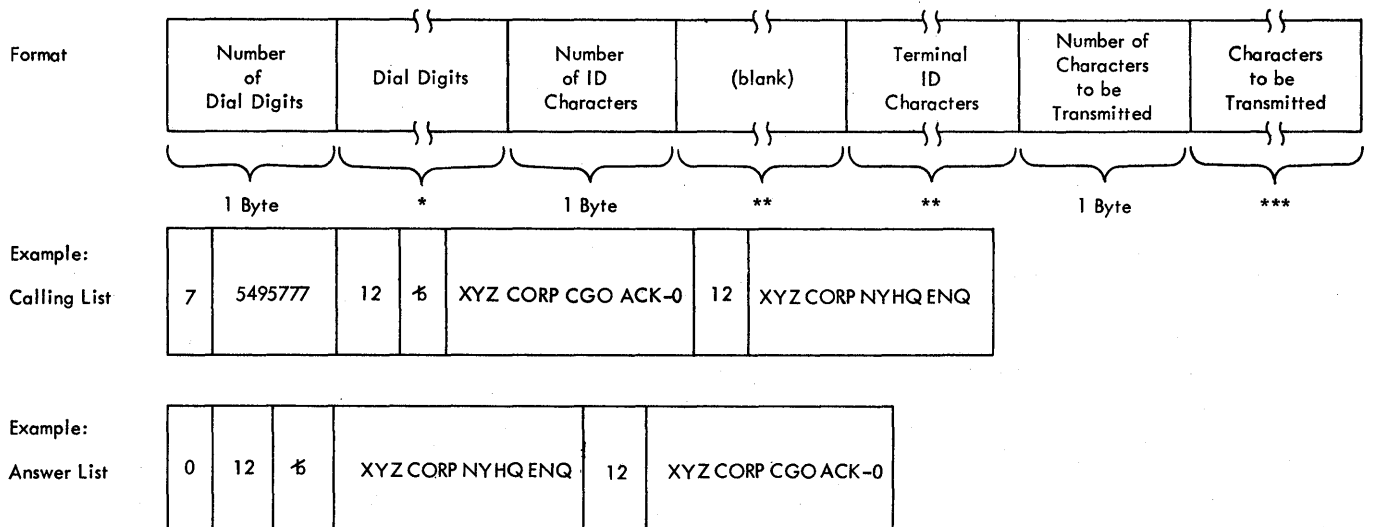 Format
Number
of
Dial Digits
Dial Digits
Number
of ID
Characters
(blank)
Terminal
ID
Characters
Number of
Characters
to be
Transmitted
Characters
to be
Transmitted
1 Byte * 1 Byte ** ** 1 Byte ***
Example:
Calling List
7 5495777 12 ƀ XYZ CORP CGO ACK-0 12 XYZ CORP NYHQ ENQ
Example:
Answer List
0 12 ƀ XYZ CORP NYHQ ENQ 12 XYZ CORP CGO ACK-0